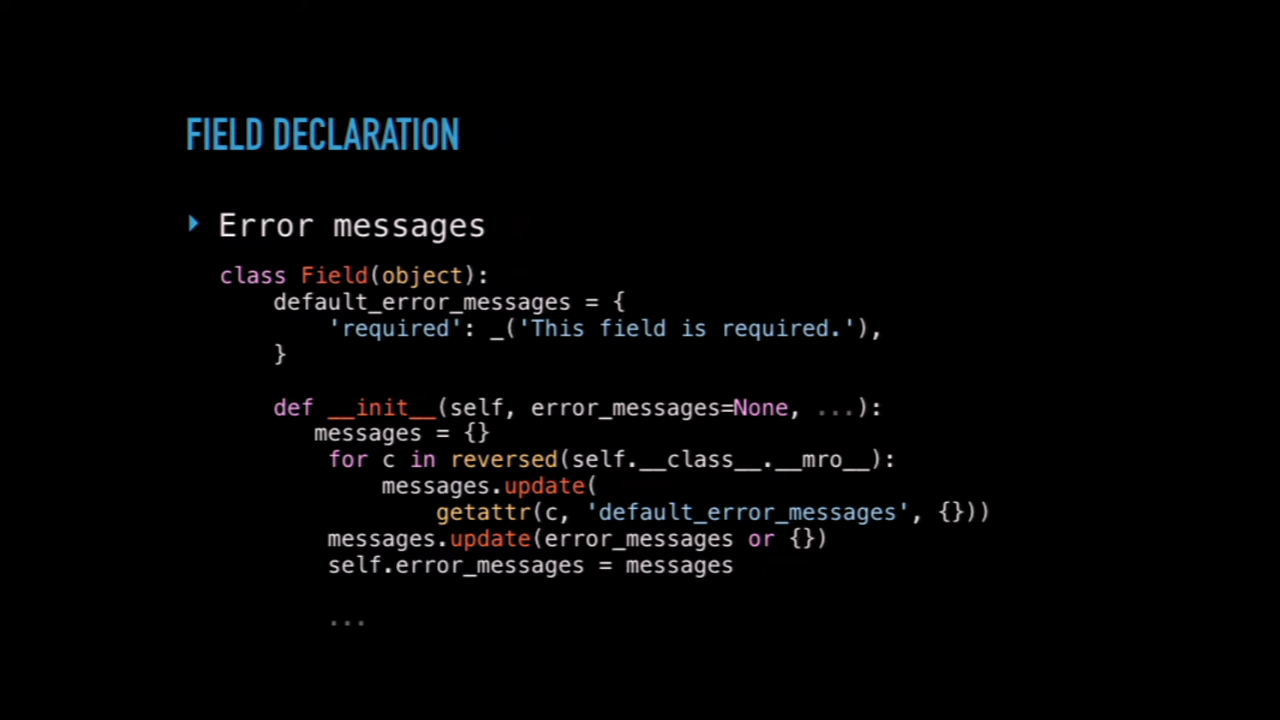 FIELD DECLARATION
Error messages
class Field(object):
    default_error_messages = {
        'required': _('This field is required.'),
    }
    def __init__(self, error_messages=None, ...):
       messages = {}
        for c in reversed(self.__class__.__mro__):
            messages.update(
                getattr(c, 'default_error_messages', {}))
        messages.update(error_messages or {})
        self.error_messages = messages
        ...